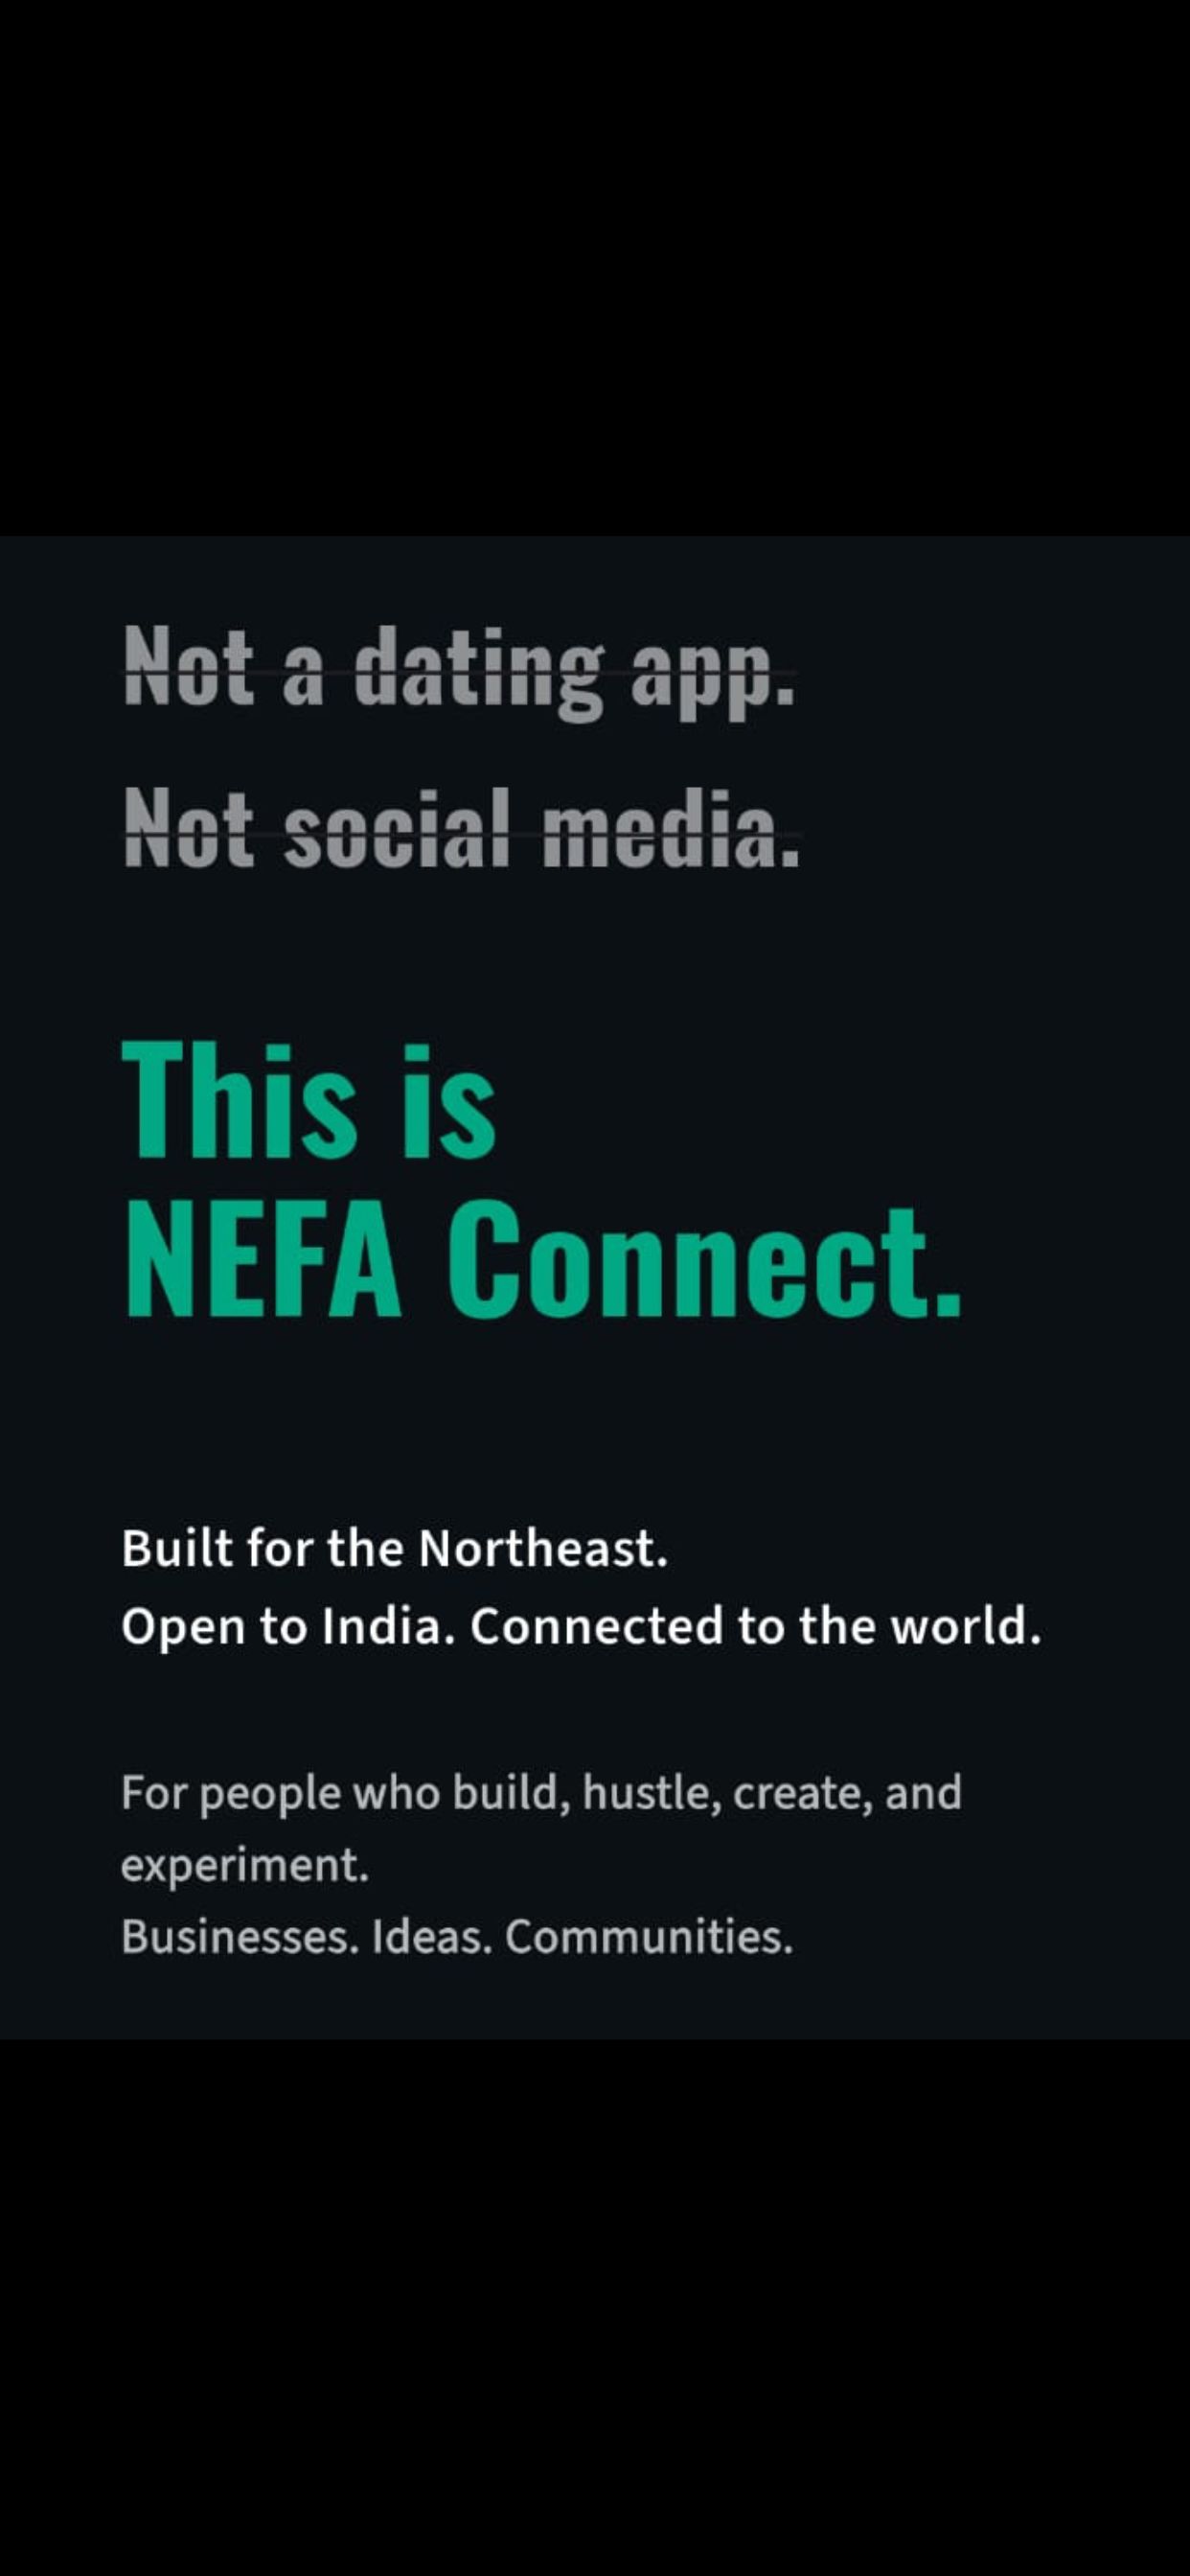 Not a dating app.
Not social media.
This is
NEFA Connect.
Built for the Northeast.
Open to India. Connected to the world.
For people who build, hustle, create, and
experiment.
Businesses. Ideas. Communities.